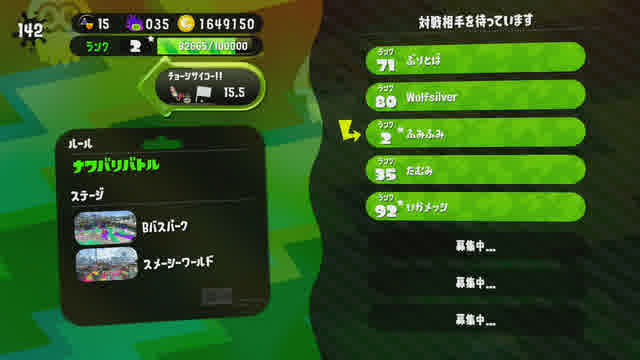 142
15
035
1649150
ランク 2★ 82665/100000
チョーシサイコー!!
15.5
ルール
ナワバリバトル
ステージ
Bバスパーク
スメーシーワールド
対戦相手を待っています
ランク 71 ぷりとぱ
ランク 80 Wolfsilver
ランク 2★ ふみふみ
ランク 35 たむみ
ランク 92★ いかメッシ
募集中...
募集中...
募集中...